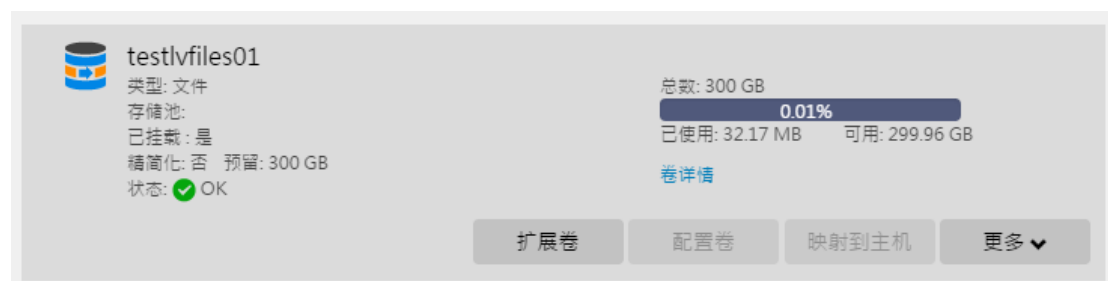 testlvfiles01
类型: 文件
存储池:
已挂载 : 是
精简化: 否 预留: 300 GB
状态: OK
总数: 300 GB
0.01%
已使用: 32.17 MB 可用: 299.96 GB
卷详情
扩展卷 配置卷 映射到主机 更多